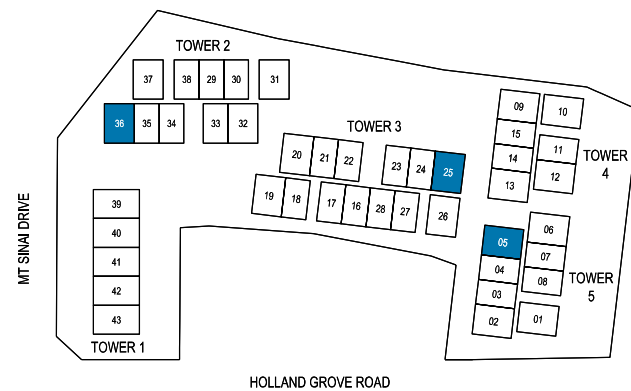 TOWER 2
37 38 29 30 31
36 35 34 33 32
TOWER 3
20 21 22 23 24 25
19 18 17 16 28 27 26
09 10
15 11
14 12
13
TOWER
4
05 06
04 07
03 08
02 01
TOWER
5
39
40
41
42
43
TOWER 1
MT SINAI DRIVE
HOLLAND GROVE ROAD